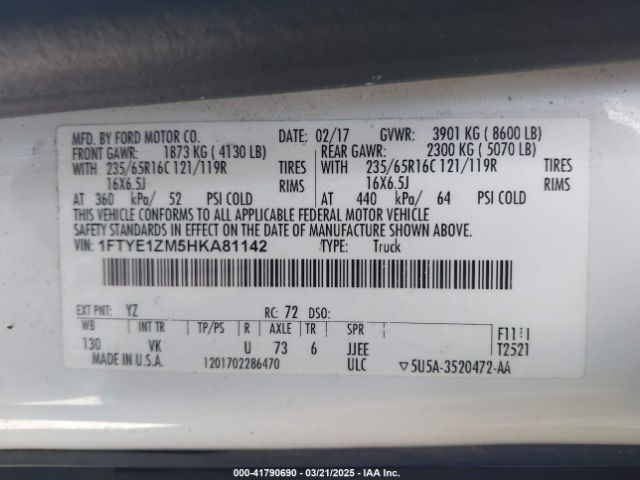 MFD. BY FORD MOTOR CO. DATE: 02/17 GVWR: 3901 KG ( 8600 LB)
FRONT GAWR: 1873 KG ( 4130 LB) REAR GAWR: 2300 KG ( 5070 LB)
WITH 235/65R16C 121/119R TIRES WITH 235/65R16C 121/119R TIRES
16X6.5J RIMS 16X6.5J RIMS
AT 360 kPa/ 52 PSI COLD AT 440 kPa/ 64 PSI COLD
THIS VEHICLE CONFORMS TO ALL APPLICABLE FEDERAL MOTOR VEHICLE
SAFETY STANDARDS IN EFFECT ON THE DATE OF MANUFACTURE SHOWN ABOVE.
VIN: 1FTYE1ZM5HKA81142 TYPE: Truck
EXT PNT: YZ RC: 72 DSO:
WB INT TR TP/PS R AXLE TR SPR
130 VK U 73 6 JJEE
T2521
MADE IN U.S.A. 1201702286470 ULC 5U5A-3520472-AA
000-41790690 - 03/21/2025 - IAA Inc.